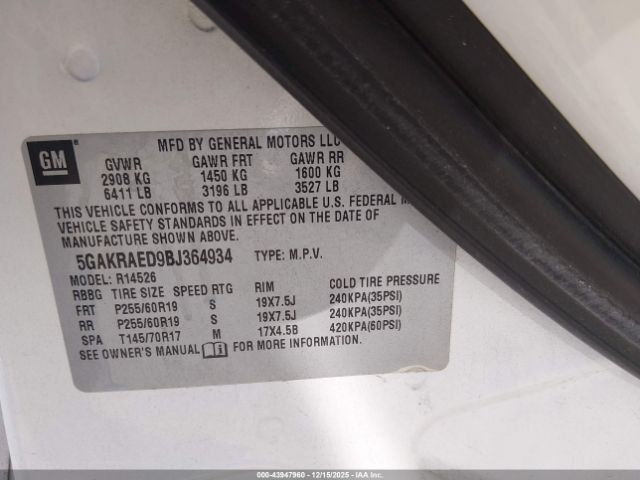 GM
MFD BY GENERAL MOTORS LLC
GVWR GAWR FRT GAWR RR
2908 KG 1450 KG 1600 KG
6411 LB 3196 LB 3527 LB
THIS VEHICLE CONFORMS TO ALL APPLICABLE U.S. FEDERAL M
VEHICLE SAFETY STANDARDS IN EFFECT ON THE DATE OF
MANUFACTURE SHOWN ABOVE.
5GAKRAED9BJ364934 TYPE: M.P.V.
MODEL: R14526
RBBG TIRE SIZE SPEED RTG RIM COLD TIRE PRESSURE
FRT P255/60R19 S 19X7.5J 240KPA(35PSI)
RR P255/60R19 S 19X7.5J 240KPA(35PSI)
SPA T145/70R17 M 17X4.5B 420KPA(60PSI)
SEE OWNER'S MANUAL i FOR MORE INFORMATION.
000-43947960 - 12/15/2025 - IAA Inc.